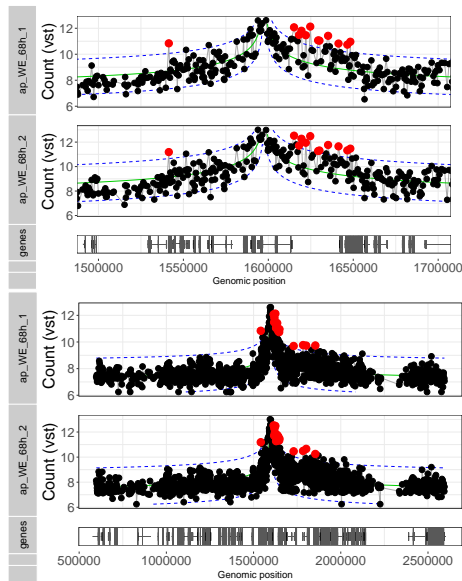 ap_WE_68h_1
Count (vst)
12
10
8
6
ap_WE_68h_2
Count (vst)
12
10
8
6
genes
1500000 1550000 1600000 1650000 1700000
Genomic position
ap_WE_68h_1
Count (vst)
12
10
8
6
ap_WE_68h_2
Count (vst)
12
10
8
6
genes
500000 1000000 1500000 2000000 2500000
Genomic position